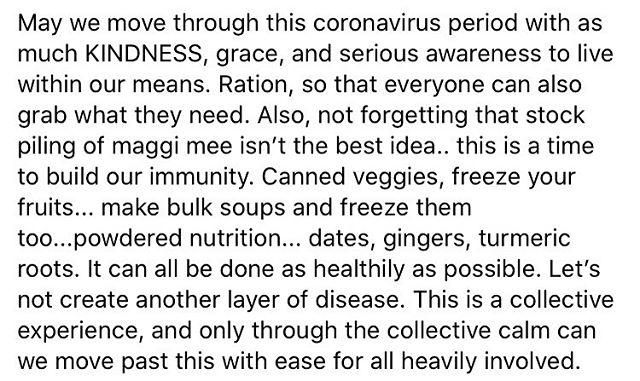 May we move through this coronavirus period with as
much KINDNESS, grace, and serious awareness to live
within our means. Ration, so that everyone can also
grab what they need. Also, not forgetting that stock
piling of maggi mee isn’t the best idea.. this is a time
to build our immunity. Canned veggies, freeze your
fruits... make bulk soups and freeze them
too...powdered nutrition... dates, gingers, turmeric
roots. It can all be done as healthily as possible. Let’s
not create another layer of disease. This is a collective
experience, and only through the collective calm can
we move past this with ease for all heavily involved.